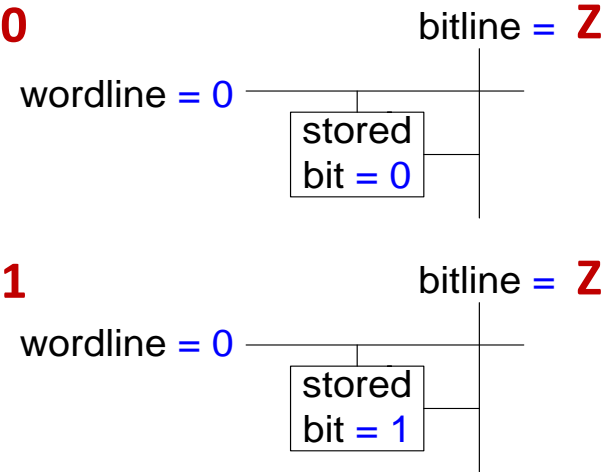 0
bitline = Z
wordline = 0
stored
bit = 0
1
bitline = Z
wordline = 0
stored
bit = 1